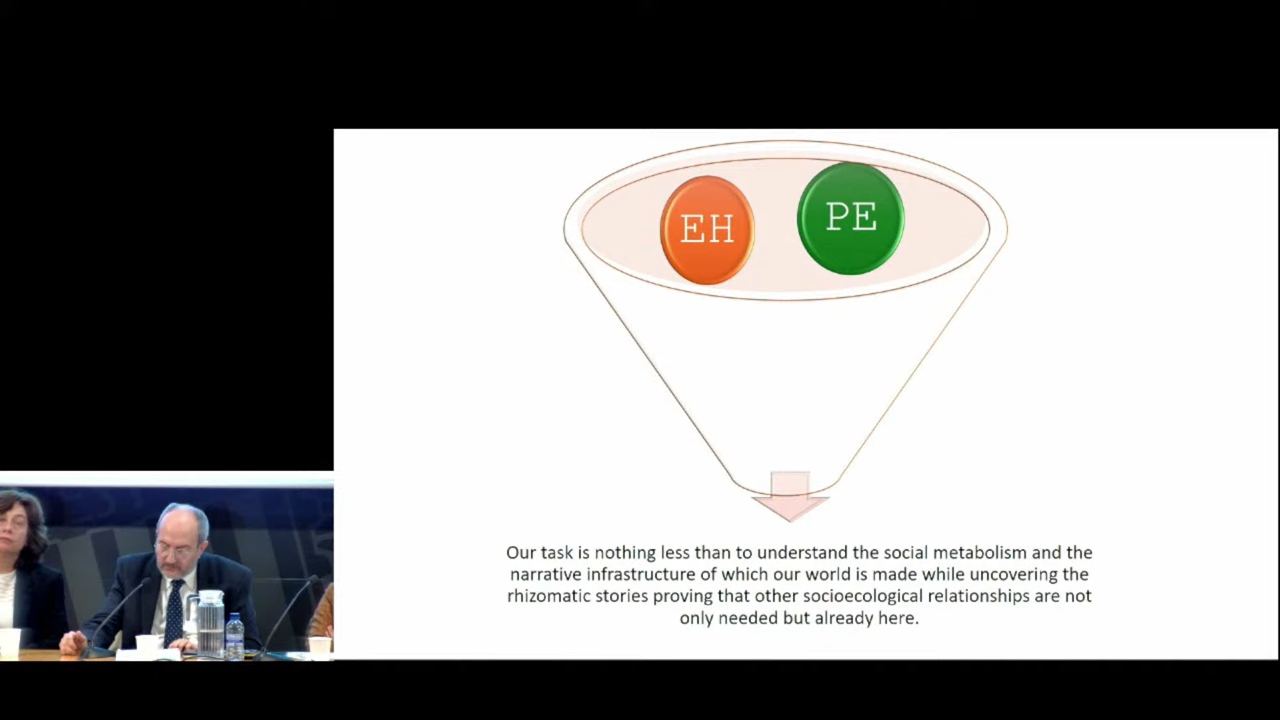 EH
PE
Our task is nothing less than to understand the social metabolism and the
narrative infrastructure of which our world is made while uncovering the
rhizomatic stories proving that other socioecological relationships are not
only needed but already here.